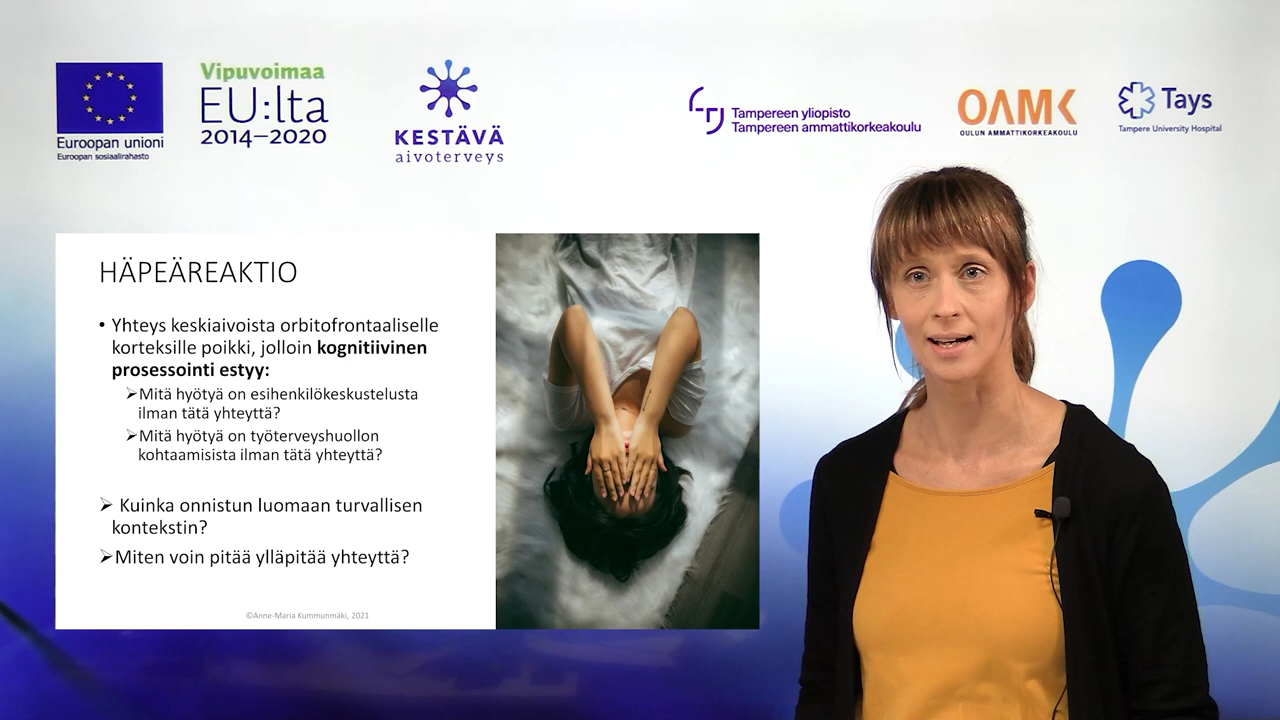 Euroopan unioni
Euroopan sosiaalirahasto
Vipuvoimaa
EU:lta
2014–2020
KESTÄVÄ
aivoterveys
Tampereen yliopisto
Tampereen ammattikorkeakoulu
OAMK
OULUN AMMATTIKORKEAKOULU
Tays
Tampere University Hospital
HÄPEÄREAKTIO
• Yhteys keskiaivoista orbitofrontaaliselle
korteksille poikki, jolloin kognitiivinen
prosessointi estyy:
➢Mitä hyötyä on esihenkilökeskustelusta
ilman tätä yhteyttä?
➢Mitä hyötyä on työterveyshuollon
kohtaamisista ilman tätä yhteyttä?
➢ Kuinka onnistun luomaan turvallisen
kontekstin?
➢Miten voin pitää ylläpitää yhteyttä?
©Anne-Maria Kummunmäki, 2021